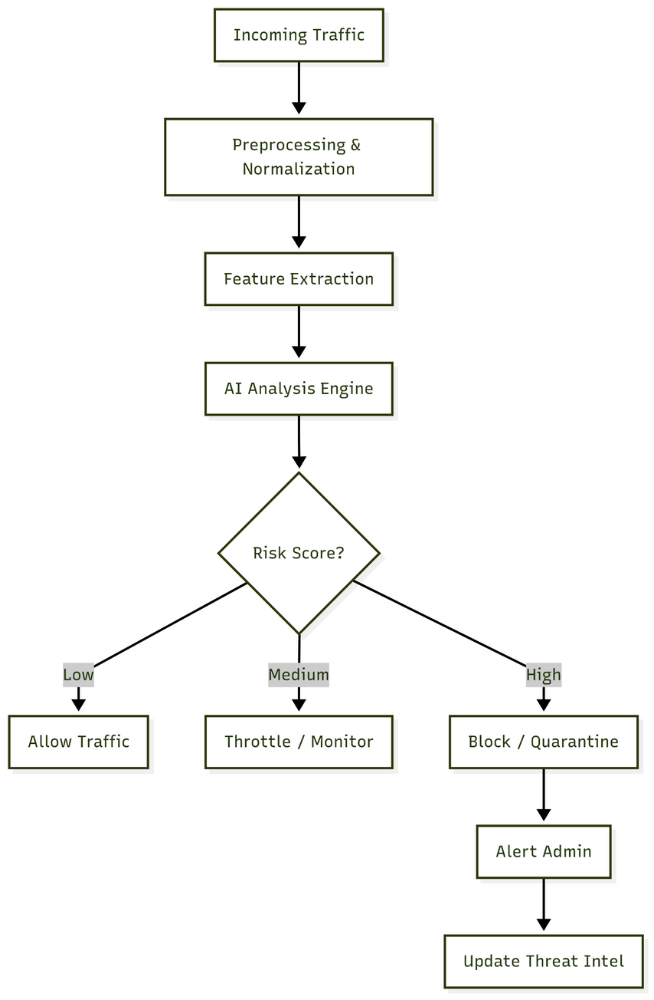 Incoming Traffic
Preprocessing &
Normalization
Feature Extraction
AI Analysis Engine
Risk Score?
Low
Medium
High
Allow Traffic
Throttle / Monitor
Block / Quarantine
Alert Admin
Update Threat Intel